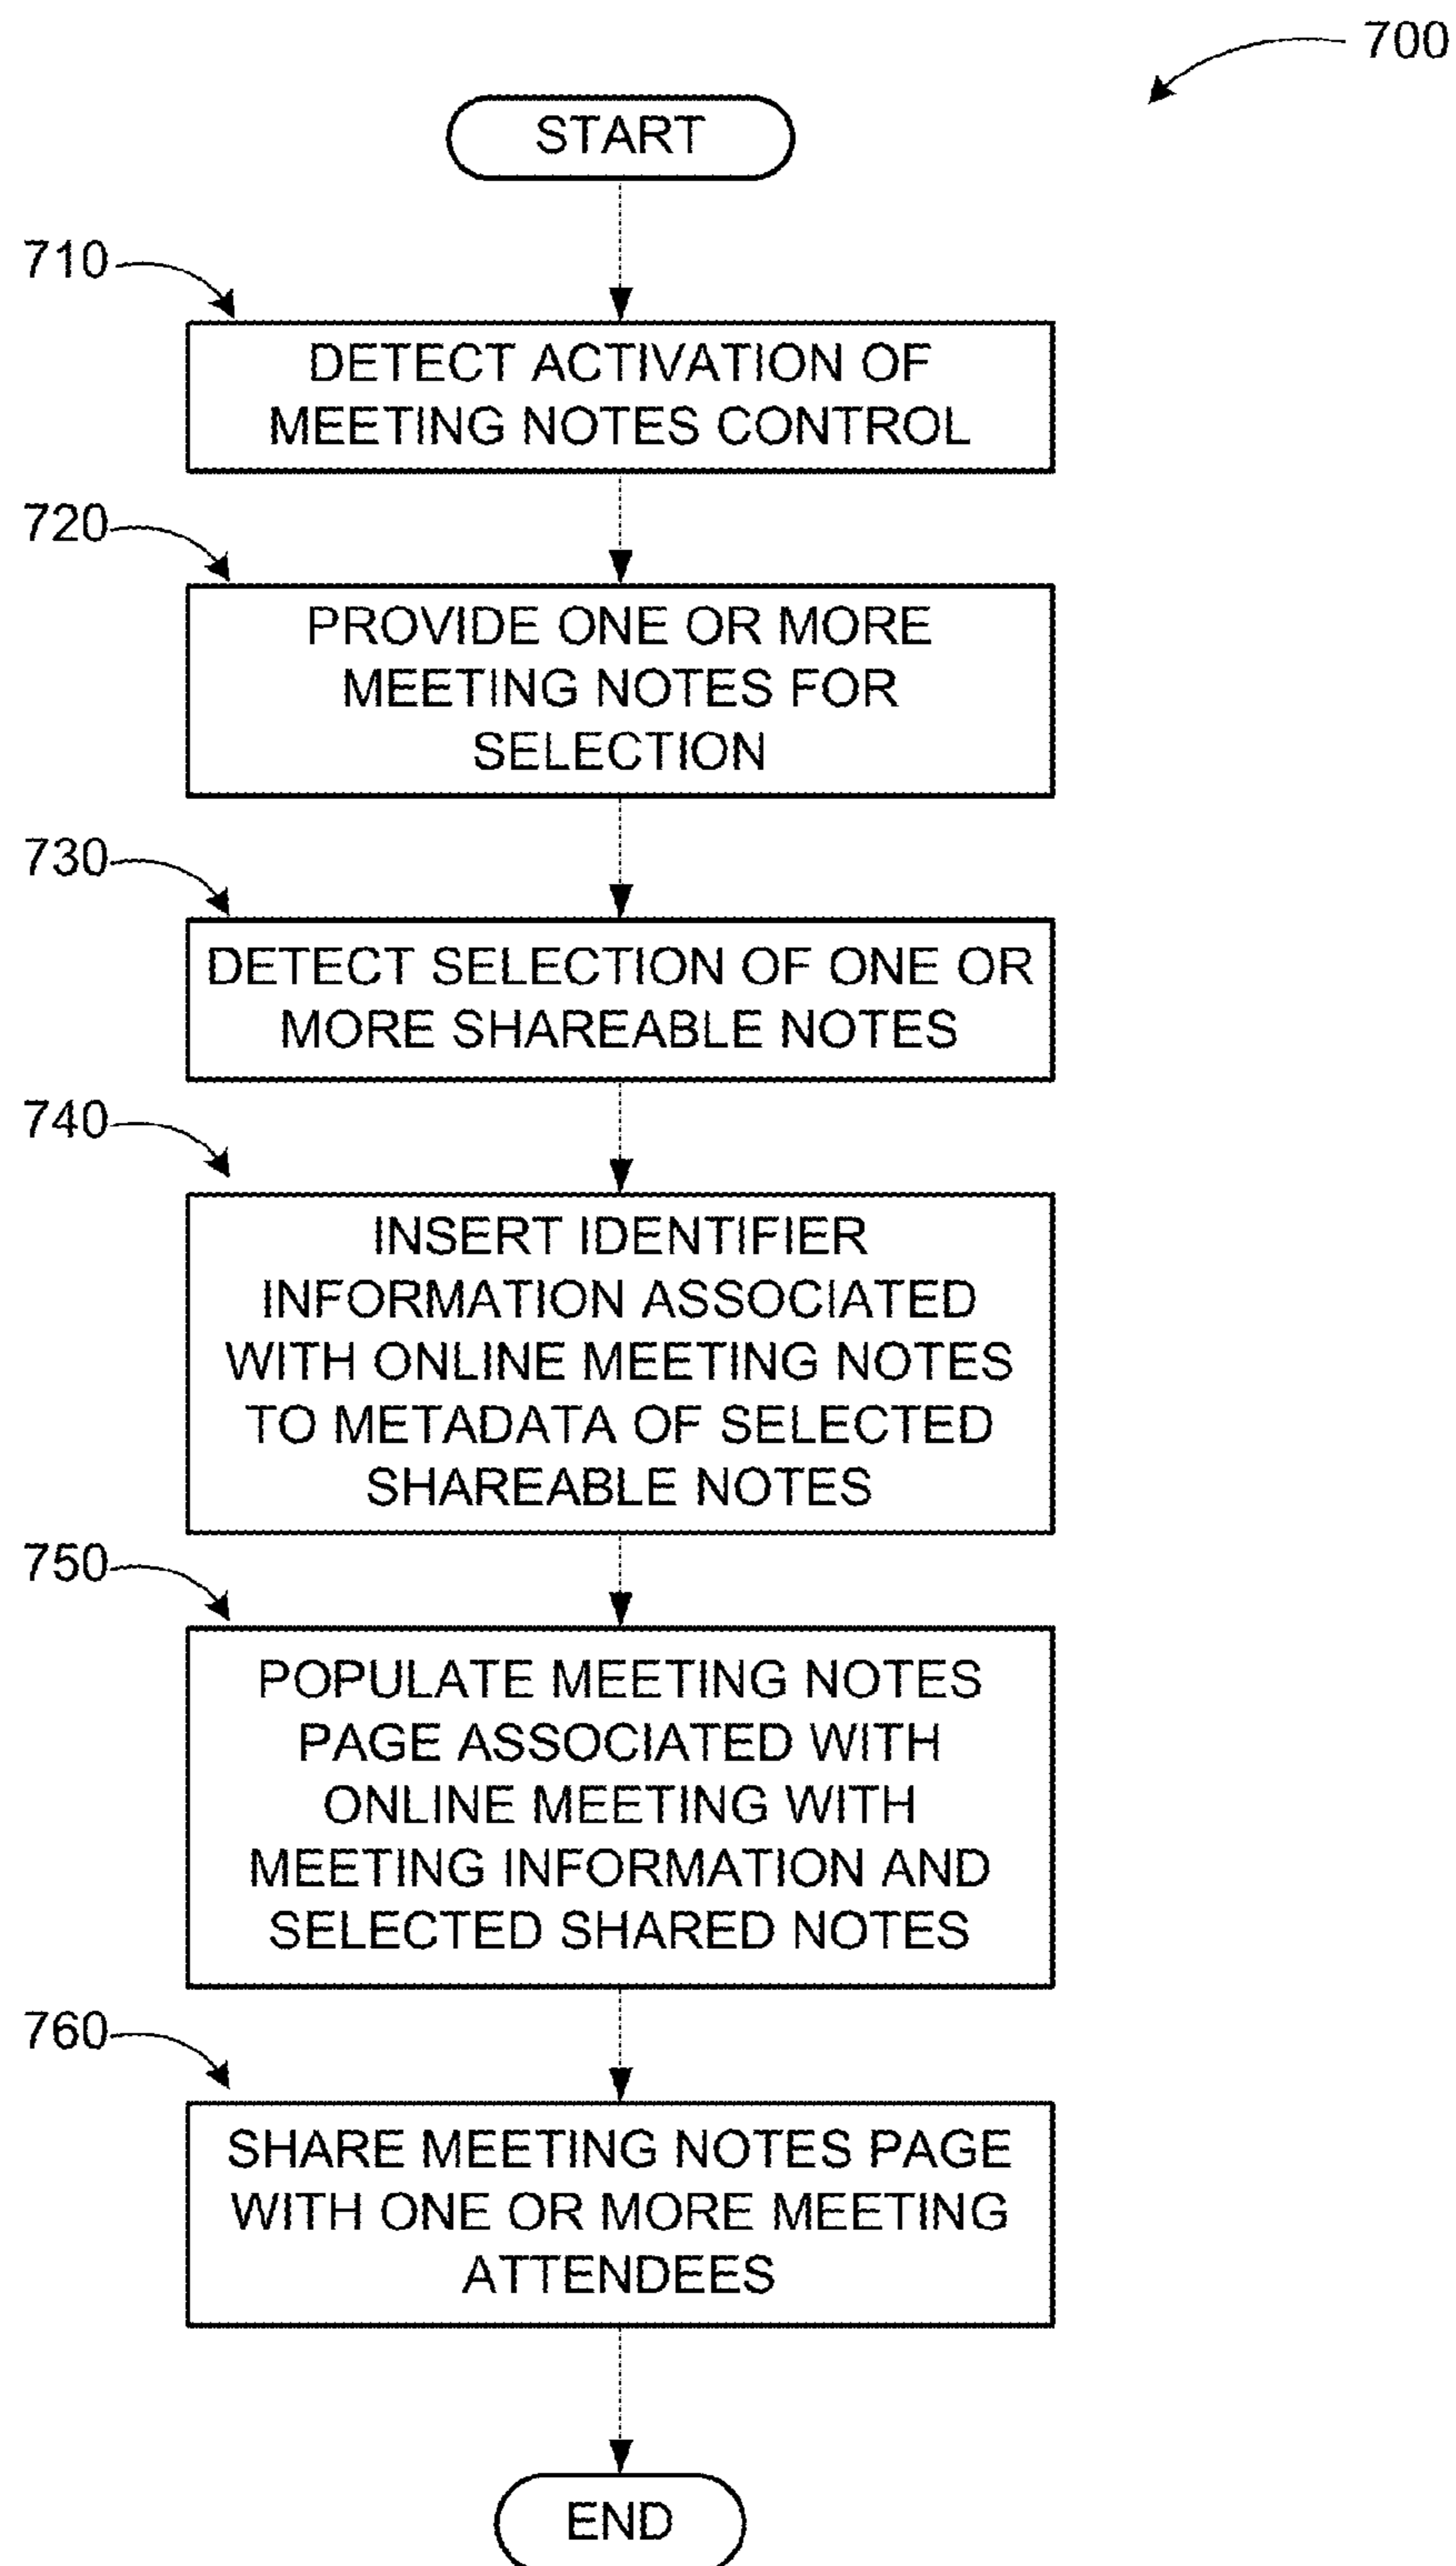 700
START
710
DETECT ACTIVATION OF
MEETING NOTES CONTROL
720
PROVIDE ONE OR MORE
MEETING NOTES FOR
SELECTION
730
DETECT SELECTION OF ONE OR
MORE SHAREABLE NOTES
740
INSERT IDENTIFIER
INFORMATION ASSOCIATED
WITH ONLINE MEETING NOTES
TO METADATA OF SELECTED
SHAREABLE NOTES
750
POPULATE MEETING NOTES
PAGE ASSOCIATED WITH
ONLINE MEETING WITH
MEETING INFORMATION AND
SELECTED SHARED NOTES
760
SHARE MEETING NOTES PAGE
WITH ONE OR MORE MEETING
ATTENDEES
END